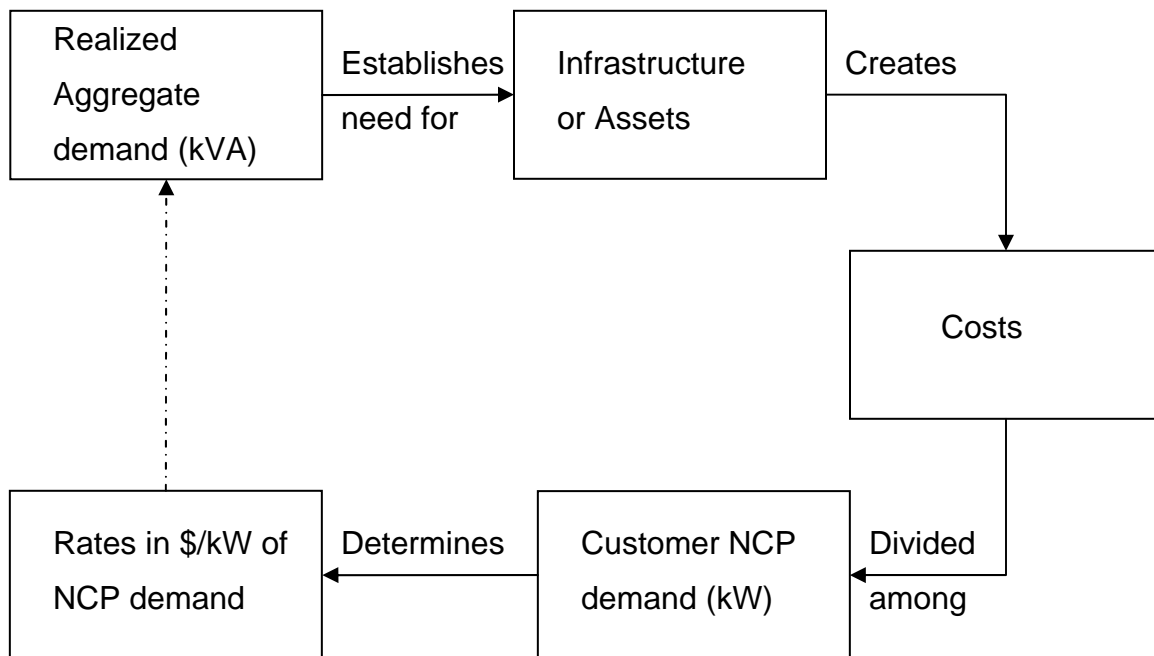 Realized
Aggregate
demand (kVA)
Establishes
need for
Infrastructure
or Assets
Creates
Costs
Divided
among
Customer NCP
demand (kW)
Determines
Rates in $/kW of
NCP demand